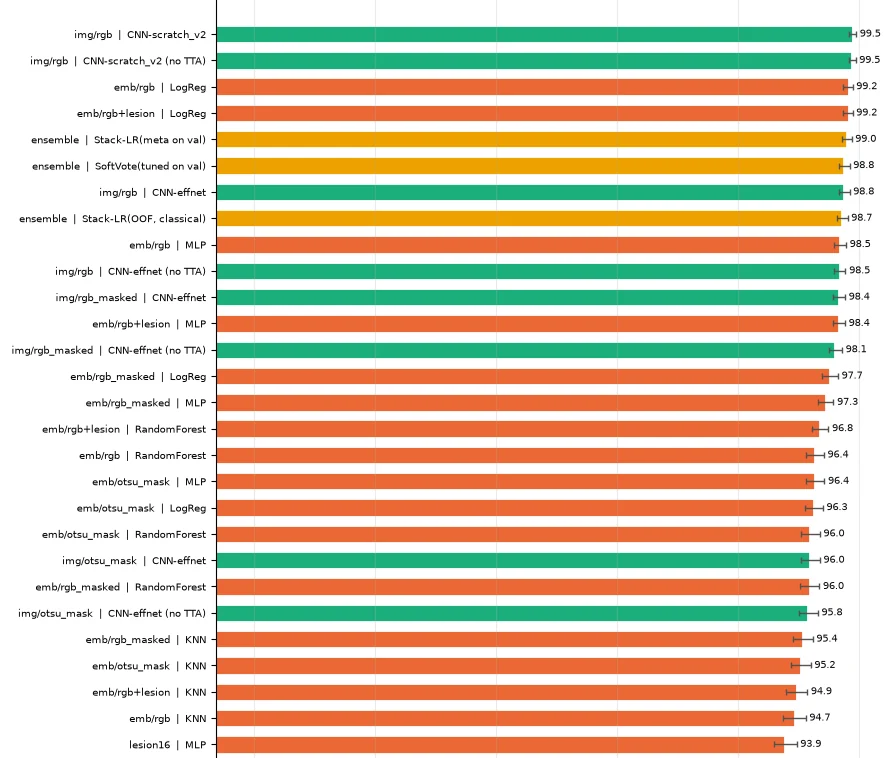 img/rgb | CNN-scratch_v2 99.5
img/rgb | CNN-scratch_v2 (no TTA) 99.5
emb/rgb | LogReg 99.2
emb/rgb+lesion | LogReg 99.2
ensemble | Stack-LR(meta on val) 99.0
ensemble | SoftVote(tuned on val) 98.8
img/rgb | CNN-effnet 98.8
ensemble | Stack-LR(OOF, classical) 98.7
emb/rgb | MLP 98.5
img/rgb | CNN-effnet (no TTA) 98.5
img/rgb_masked | CNN-effnet 98.4
emb/rgb+lesion | MLP 98.4
img/rgb_masked | CNN-effnet (no TTA) 98.1
emb/rgb_masked | LogReg 97.7
emb/rgb_masked | MLP 97.3
emb/rgb+lesion | RandomForest 96.8
emb/rgb | RandomForest 96.4
emb/otsu_mask | MLP 96.4
emb/otsu_mask | LogReg 96.3
emb/otsu_mask | RandomForest 96.0
img/otsu_mask | CNN-effnet 96.0
emb/rgb_masked | RandomForest 96.0
img/otsu_mask | CNN-effnet (no TTA) 95.8
emb/rgb_masked | KNN 95.4
emb/otsu_mask | KNN 95.2
emb/rgb+lesion | KNN 94.9
emb/rgb | KNN 94.7
lesion16 | MLP 93.9